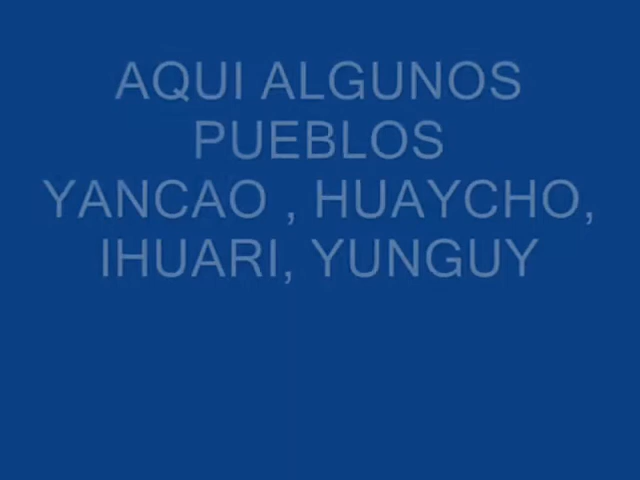 AQUI ALGUNOS
PUEBLOS
YANCAO , HUAYCHO,
IHUARI, YUNGUY